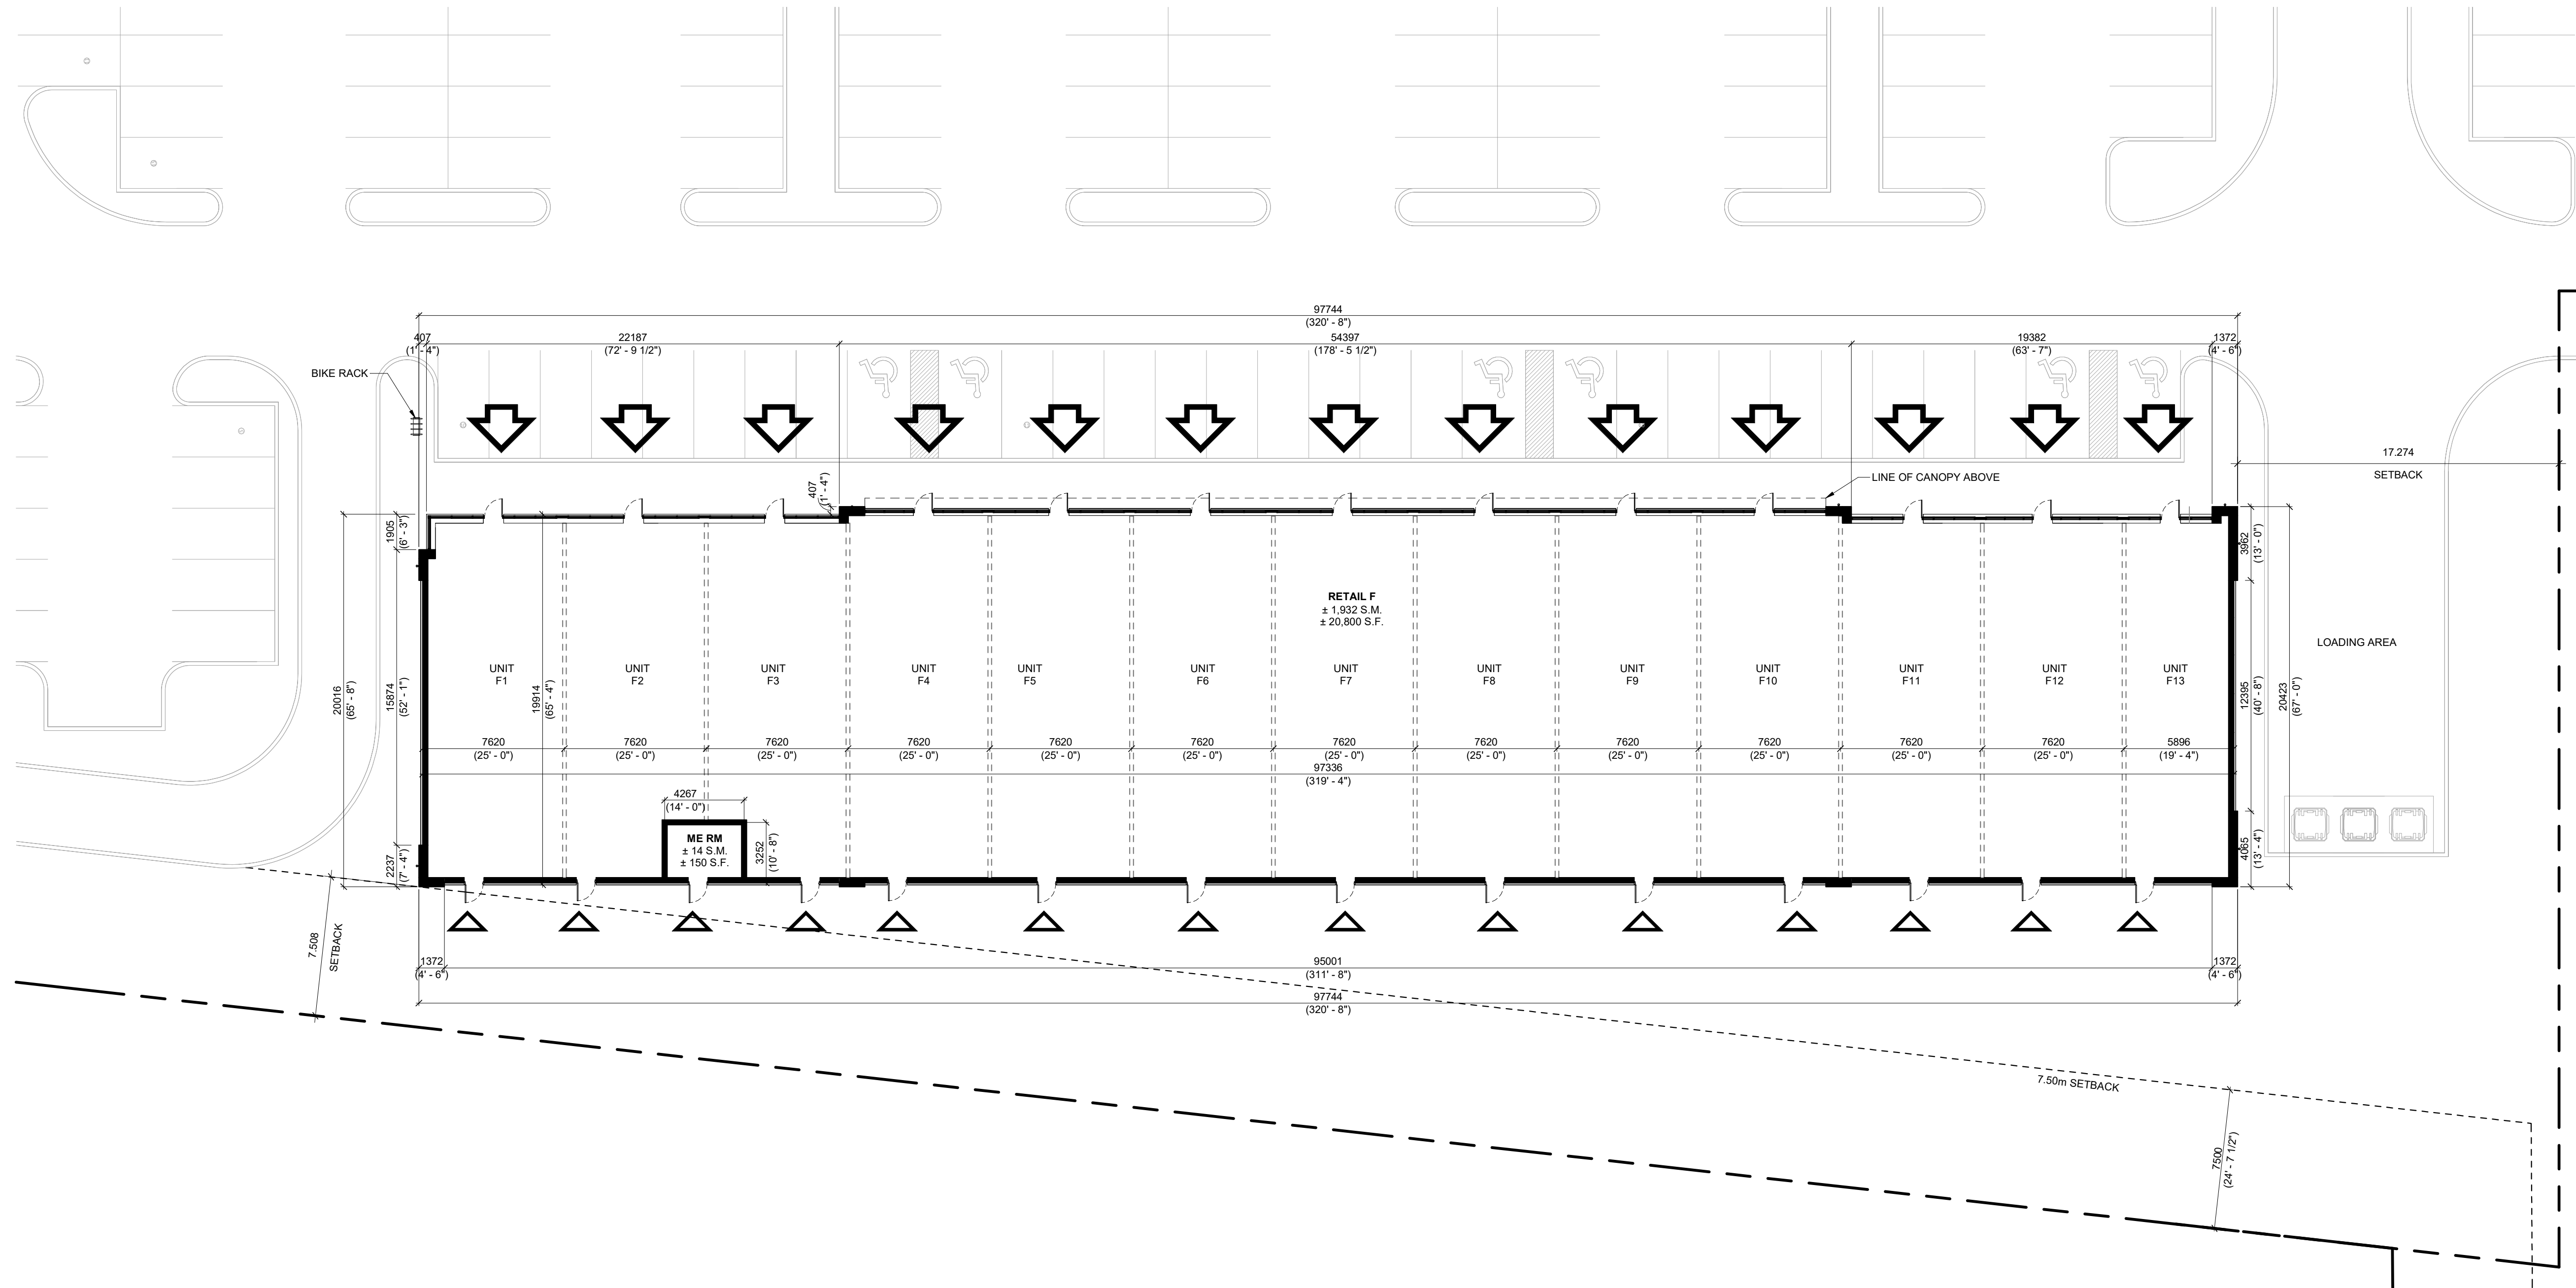 97744
(320' - 8")
407
(1' - 4")
22187
(72' - 9 1/2")
54397
(178' - 5 1/2")
19382
(63' - 7")
1372
(4' - 6")
BIKE RACK
17.274
SETBACK
LINE OF CANOPY ABOVE
407
(1' - 4")
1905
(6' - 3")
3962
(13' - 0")
RETAIL F
± 1,932 S.M.
± 20,800 S.F.
LOADING AREA
UNIT
F1
UNIT
F2
UNIT
F3
UNIT
F4
UNIT
F5
UNIT
F6
UNIT
F7
UNIT
F8
UNIT
F9
UNIT
F10
UNIT
F11
UNIT
F12
UNIT
F13
20016
(65' - 8")
15874
(52' - 1")
19914
(65' - 4")
12395
(40' - 8")
20423
(67' - 0")
7620
(25' - 0")
7620
(25' - 0")
7620
(25' - 0")
7620
(25' - 0")
7620
(25' - 0")
7620
(25' - 0")
7620
(25' - 0")
7620
(25' - 0")
7620
(25' - 0")
7620
(25' - 0")
7620
(25' - 0")
7620
(25' - 0")
5896
(19' - 4")
97336
(319' - 4")
4267
(14' - 0")
ME RM
± 14 S.M.
± 150 S.F.
3252
(10' - 8")
2237
(7' - 4")
4065
(13' - 4")
7.508
SETBACK
1372
(4' - 6")
95001
(311' - 8")
1372
(4' - 6")
97744
(320' - 8")
7.50m SETBACK
7500
(24' - 7 1/2")